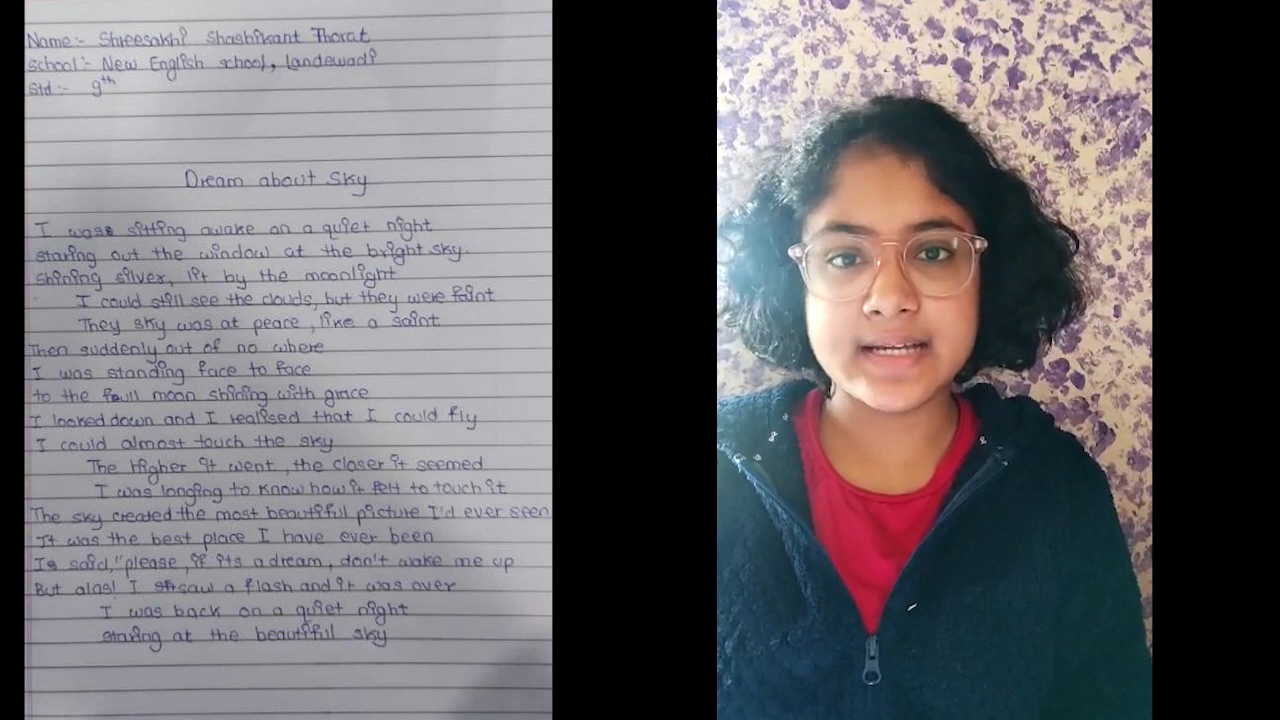 Name:- Shreesakhi Shashikant Thorat
school:- New English school, Landewadi
Std:- 9th
Dream about Sky
I was sitting awake on a quiet night
staring out the window at the bright sky.
Shining silver, lit by the moonlight
I could still see the clouds, but they were faint
They sky was at peace, like a saint
Then suddenly out of no where
I was standing face to face
to the full moon shining with grace
I looked down and I realised that I could fly
I could almost touch the sky
The higher it went, the closer it seemed
I was longing to know how it felt to touch it
The sky created the most beautiful picture I'd ever seen
It was the best place I have ever been
I said, "please, if its a dream, don't wake me up
But alas! I saw a flash and it was over
I was back on a quiet night
staring at the beautiful sky